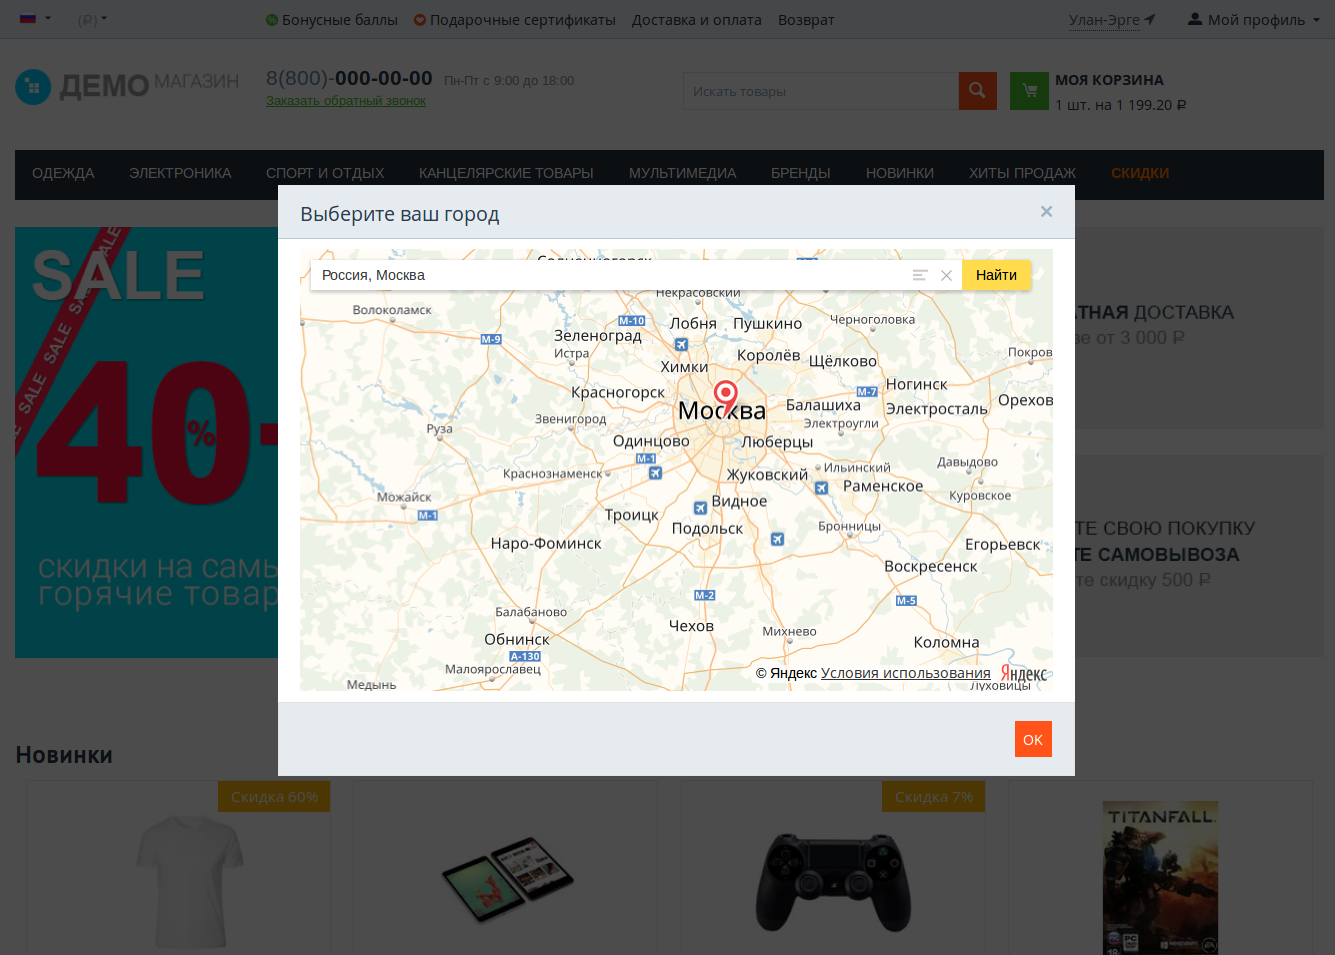 (₽)
Бонусные баллы
Подарочные сертификаты
Доставка и оплата
Возврат
Улан-Эрге
Мой профиль
ДЕМО МАГАЗИН
8(800)-000-00-00 Пн-Пт с 9:00 до 18:00
Заказать обратный звонок
Искать товары
МОЯ КОРЗИНА
1 шт. на 1 199.20 ₽
ОДЕЖДА
ЭЛЕКТРОНИКА
СПОРТ И ОТДЫХ
КАНЦЕЛЯРСКИЕ ТОВАРЫ
МУЛЬТИМЕДИА
БРЕНДЫ
НОВИНКИ
ХИТЫ ПРОДАЖ
СКИДКИ
SALE
SALE SALE SALE SALE
40-
%
скидки на самы
горячие товар
АТНАЯ ДОСТАВКА
зе от 3 000 ₽
ТЕ СВОЮ ПОКУПКУ
ТЕ САМОВЫВОЗА
те скидку 500 ₽
Выберите ваш город
×
Россия, Москва
Найти
Солнечногорск
Некрасовский
Волоколамск
М-10
Лобня
Пушкино
Черноголовка
М-9
Зеленоград
Истра
Королёв
Щёлково
Покров
Химки
Красногорск
М-7
Ногинск
Орехов
Москва
Балашиха
Электросталь
Звенигород
Электроугли
Руза
Одинцово
Люберцы
М-1
Краснознаменск
Жуковский
Ильинский
Давыдово
Раменское
Куровское
Можайск
М-1
Видное
Троицк
Подольск
Бронницы
Наро-Фоминск
Егорьевск
Воскресенск
М-2
М-5
Балабаново
Чехов
Михнево
Обнинск
Коломна
А-130
Малоярославец
Медынь
Луховицы
© Яндекс Условия использования
Яндекс
OK
Новинки
Скидка 60%
Скидка 7%
TITANFALL
PC
EA
18+